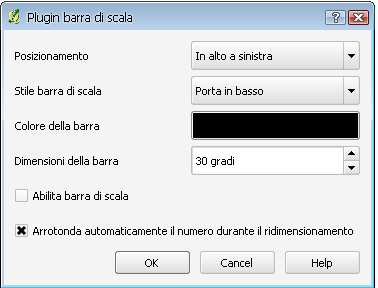 Plugin barra di scala
Posizionamento
In alto a sinistra
Stile barra di scala
Porta in basso
Colore della barra
Dimensioni della barra
30 gradi
Abilita barra di scala
Arrotonda automaticamente il numero durante il ridimensionamento
OK
Cancel
Help